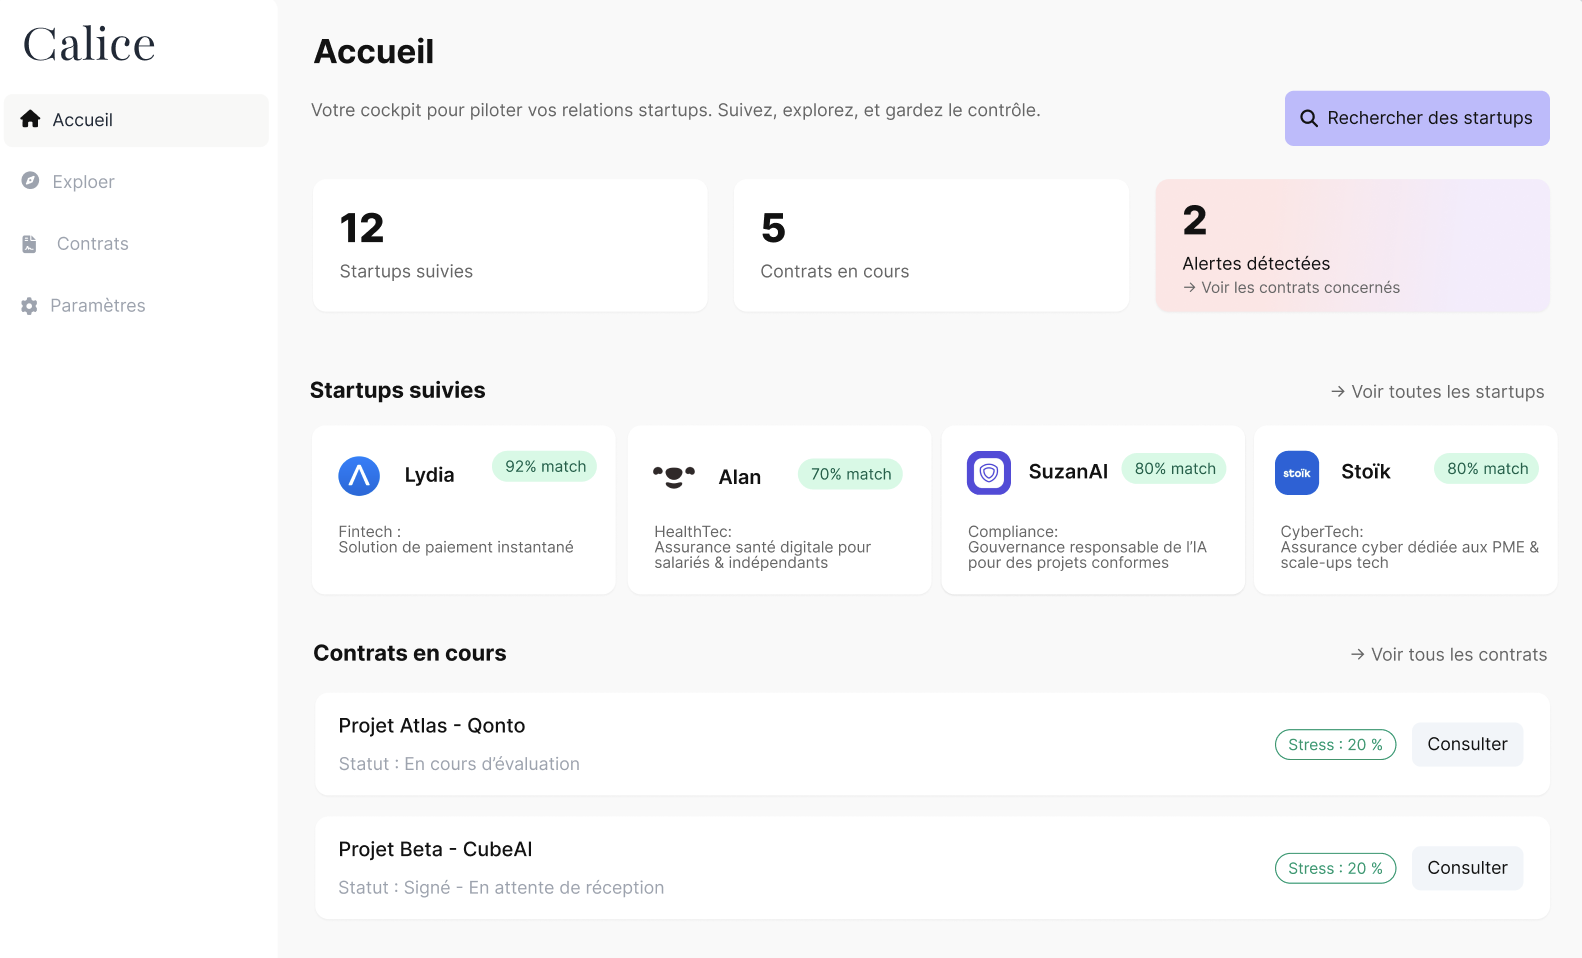 Calice
Accueil
Exploer
Contrats
Paramètres
Accueil
Votre cockpit pour piloter vos relations startups. Suivez, explorez, et gardez le contrôle.
Rechercher des startups
12
Startups suivies
5
Contrats en cours
2
Alertes détectées
→ Voir les contrats concernés
Startups suivies
→ Voir toutes les startups
Lydia
92% match
Fintech :
Solution de paiement instantané
Alan
70% match
HealthTec:
Assurance santé digitale pour
salariés & indépendants
SuzanAI
80% match
Compliance:
Gouvernance responsable de l’IA
pour des projets conformes
stoïk
Stoïk
80% match
CyberTech:
Assurance cyber dédiée aux PME &
scale-ups tech
Contrats en cours
→ Voir tous les contrats
Projet Atlas - Qonto
Statut : En cours d’évaluation
Stress : 20 %
Consulter
Projet Beta - CubeAI
Statut : Signé - En attente de réception
Stress : 20 %
Consulter